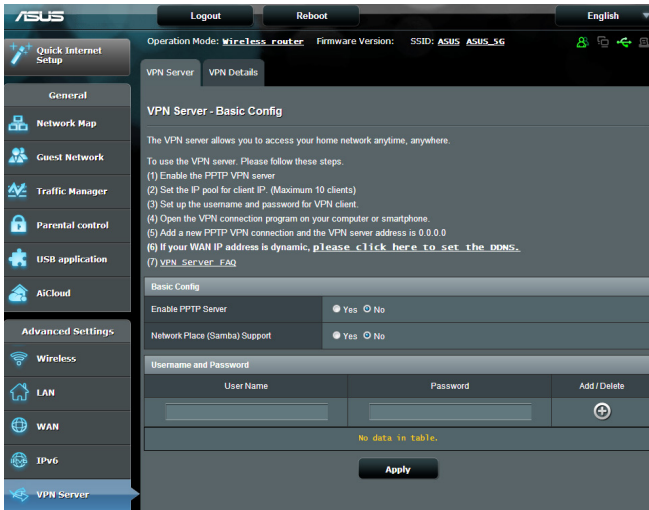 ASUS
Logout
Reboot
English
Quick Internet
Setup
Operation Mode: Wireless router Firmware Version: SSID: ASUS ASUS_5G
VPN Server
VPN Details
General
Network Map
Guest Network
Traffic Manager
Parental control
USB application
AiCloud
Advanced Settings
Wireless
LAN
WAN
IPv6
VPN Server
VPN Server - Basic Config
The VPN server allows you to access your home network anytime, anywhere.
To use the VPN server. Please follow these steps.
(1) Enable the PPTP VPN server
(2) Set the IP pool for client IP. (Maximum 10 clients)
(3) Set up the username and password for VPN client.
(4) Open the VPN connection program on your computer or smartphone.
(5) Add a new PPTP VPN connection and the VPN server address is 0.0.0.0
(6) If your WAN IP address is dynamic, please click here to set the DDNS.
(7) VPN Server FAQ
Basic Config
Enable PPTP Server Yes No
Network Place (Samba) Support Yes No
Username and Password
User Name Password Add / Delete
No data in table.
Apply